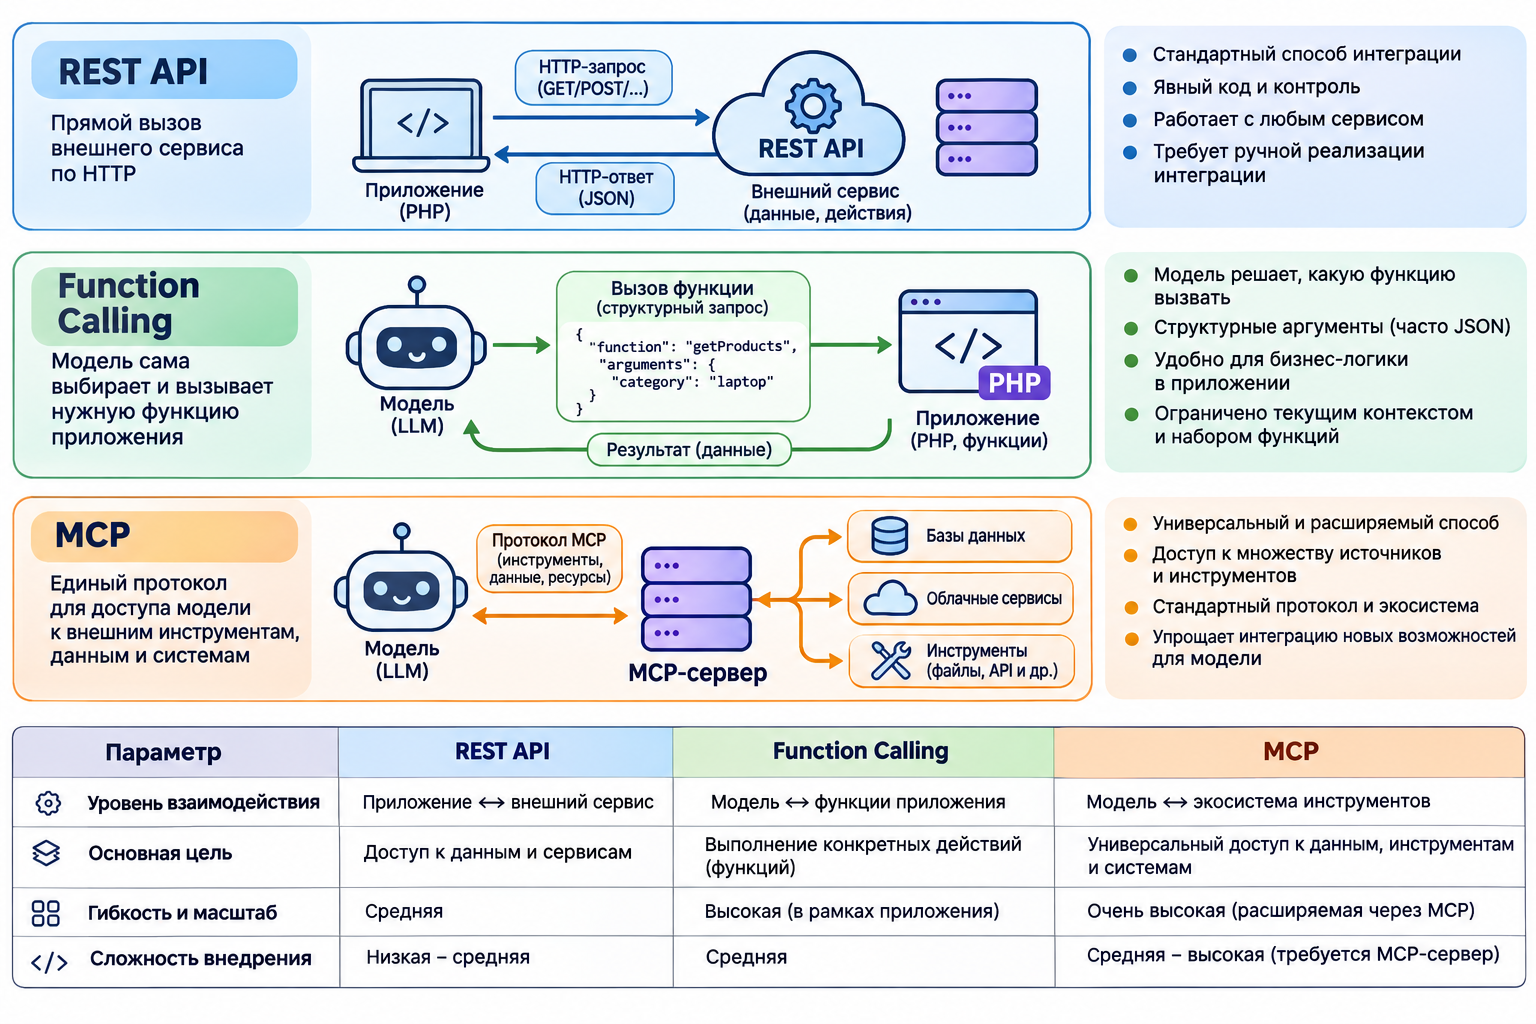 REST API
Прямой вызов
внешнего сервиса
по HTTP
</>
Приложение
(PHP)
HTTP-запрос
(GET/POST/...)
HTTP-ответ
(JSON)
REST API
Внешний сервис
(данные, действия)
Стандартный способ интеграции
Явный код и контроль
Работает с любым сервисом
Требует ручной реализации
интеграции
Function
Calling
Модель сама
выбирает и вызывает
нужную функцию
приложения
Модель
(LLM)
Вызов функции
(структурный запрос)
{
"function": "getProducts",
"arguments": {
"category": "laptop"
}
}
Результат (данные)
</>
PHP
Приложение
(PHP, функции)
Модель решает, какую функцию
вызвать
Структурные аргументы (часто JSON)
Удобно для бизнес-логики
в приложении
Ограничено текущим контекстом
и набором функций
MCP
Единый протокол
для доступа модели
к внешним инструментам,
данным и системам
Модель
(LLM)
Протокол MCP
(инструменты,
данные, ресурсы)
MCP-сервер
Базы данных
Облачные сервисы
Инструменты
(файлы, API и др.)
Универсальный и расширяемый способ
Доступ к множеству источников
и инструментов
Стандартный протокол и экосистема
Упрощает интеграцию новых возможностей
для модели
Параметр REST API Function Calling MCP
Уровень взаимодействия Приложение ↔ внешний сервис Модель ↔ функции приложения Модель ↔ экосистема инструментов
Основная цель Доступ к данным и сервисам Выполнение конкретных действий
(функций) Универсальный доступ к данным, инструментам
и системам
Гибкость и масштаб Средняя Высокая (в рамках приложения) Очень высокая (расширяемая через MCP)
</> Сложность внедрения Низкая – средняя Средняя Средняя – высокая (требуется MCP-сервер)